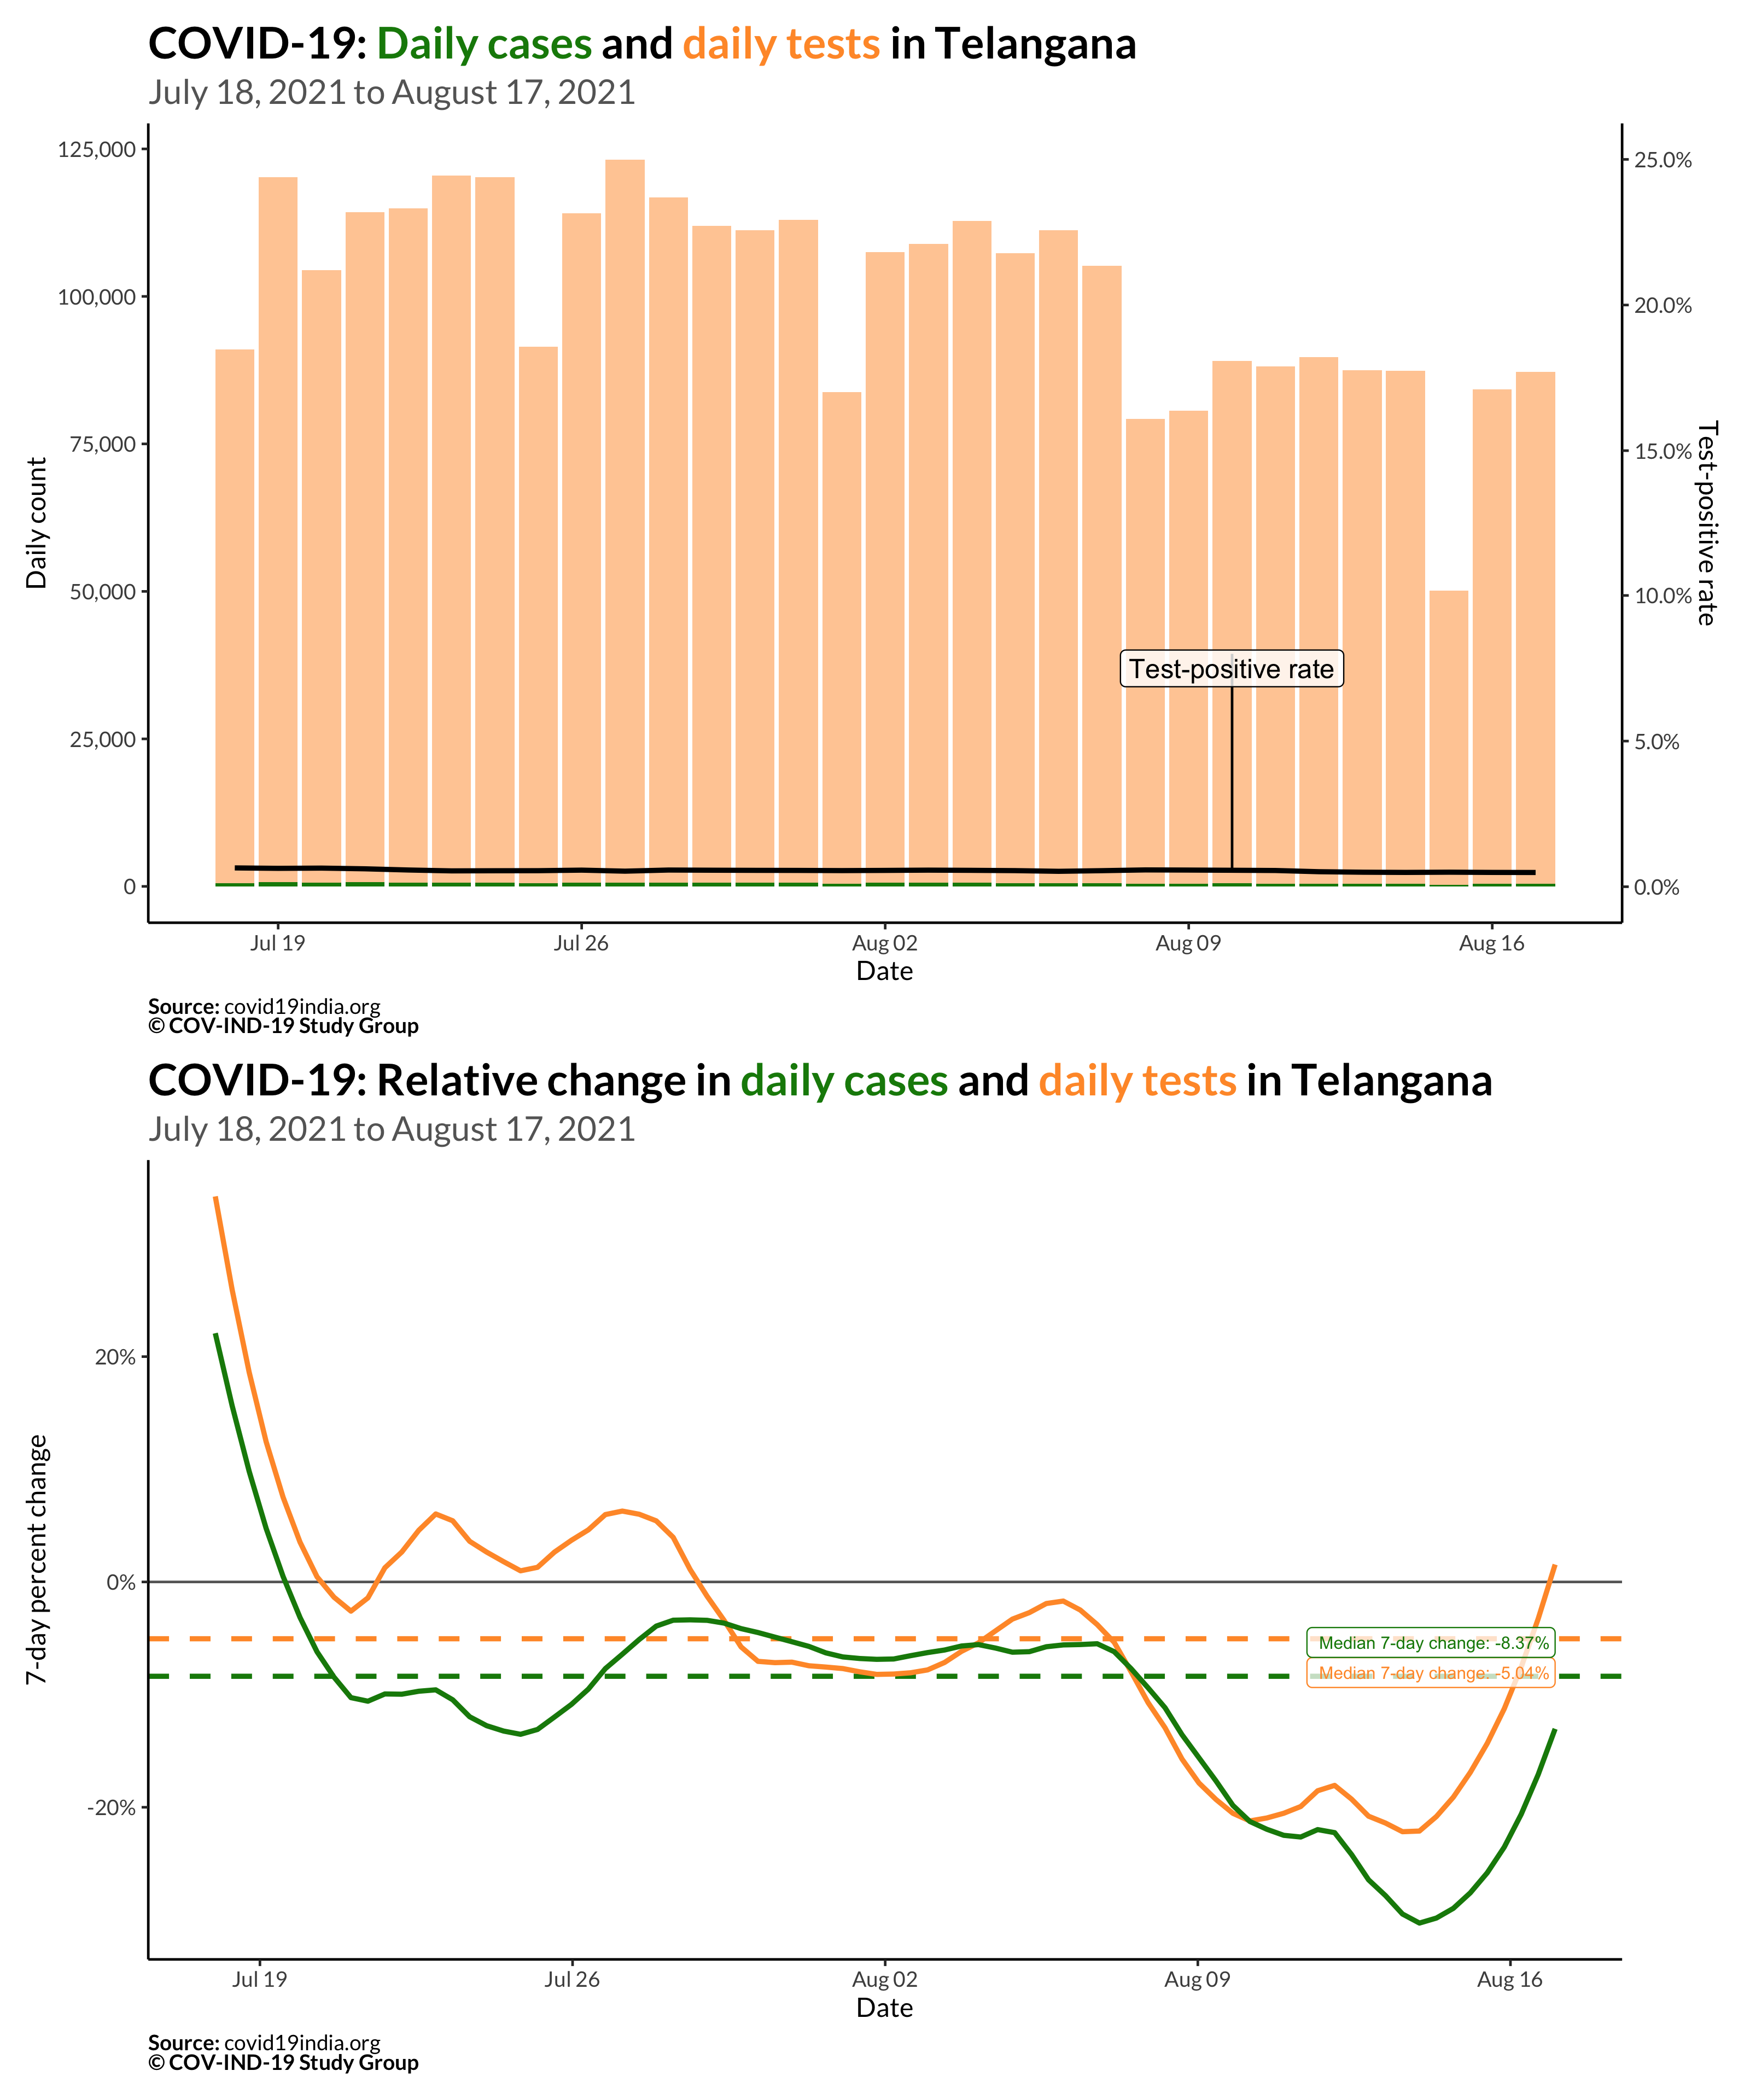 COVID-19: Daily cases and daily tests in Telangana
July 18, 2021 to August 17, 2021
125,000
100,000
75,000
50,000
25,000
0
Daily count
25.0%
20.0%
15.0%
10.0%
5.0%
0.0%
Test-positive rate
Test-positive rate
Jul 19
Jul 26
Aug 02
Aug 09
Aug 16
Date
Source: covid19india.org
© COV-IND-19 Study Group
COVID-19: Relative change in daily cases and daily tests in Telangana
July 18, 2021 to August 17, 2021
20%
0%
-20%
7-day percent change
Median 7-day change: -8.37%
Median 7-day change: -5.04%
Jul 19
Jul 26
Aug 02
Aug 09
Aug 16
Date
Source: covid19india.org
© COV-IND-19 Study Group